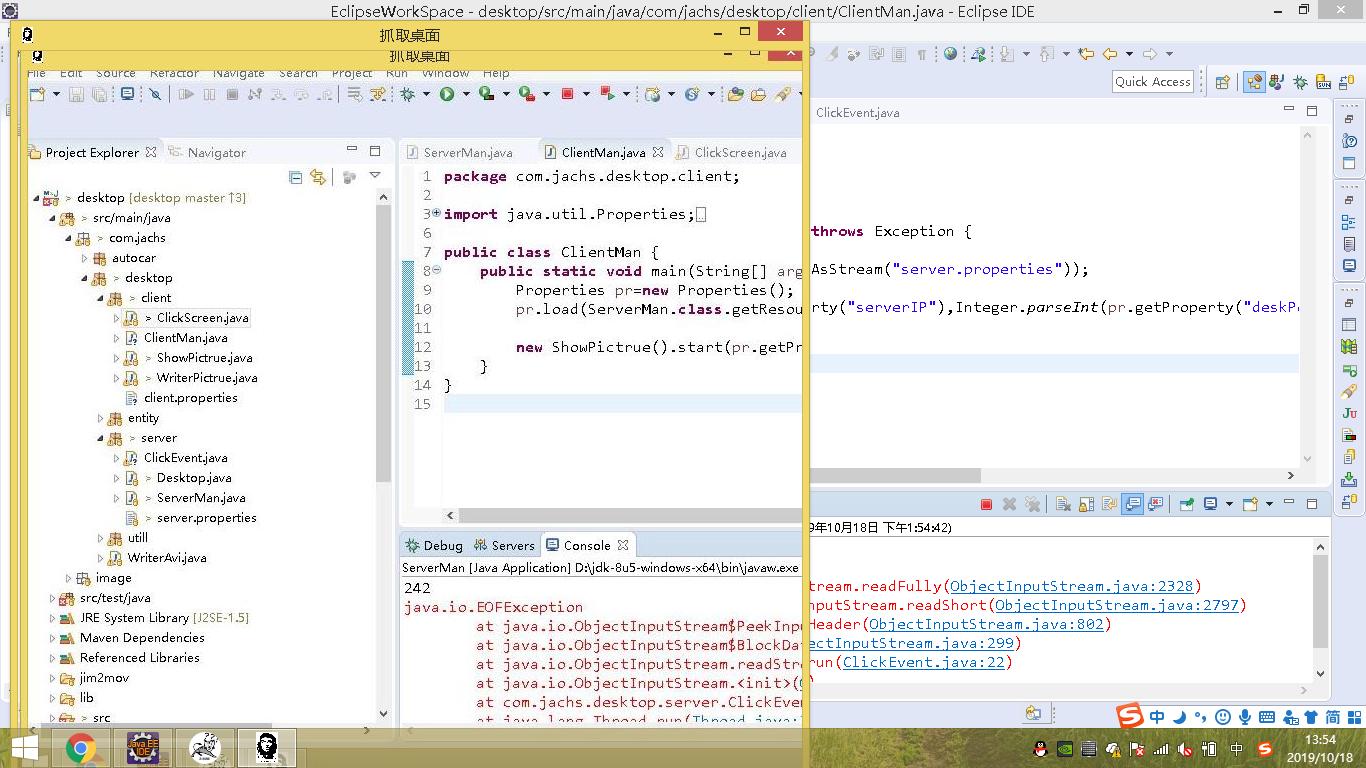 EclipseWorkSpace - desktop/src/main/java/com/jachs/desktop/client/ClientMan.java - Eclipse IDE
抓取桌面
抓取桌面
File Edit Source Refactor Navigate Search Project Run Window Help
Quick Access
Project Explorer
Navigator
desktop [desktop master ↑3]
> src/main/java
> com.jachs
autocar
> desktop
> client
> ClickScreen.java
ClientMan.java
> ShowPictrue.java
> WriterPictrue.java
client.properties
entity
> server
ClickEvent.java
> Desktop.java
> ServerMan.java
> server.properties
utill
WriterAvi.java
image
src/test/java
JRE System Library [J2SE-1.5]
Maven Dependencies
Referenced Libraries
jim2mov
lib
> src
ServerMan.java
ClientMan.java
ClickScreen.java
ClickEvent.java
1 package com.jachs.desktop.client;
2
3 import java.util.Properties;
6
7 public class ClientMan {
8 public static void main(String[] arg
throws Exception {
9 Properties pr=new Properties();
10 pr.load(ServerMan.class.getResou
AsStream("server.properties"));
11
12 new ShowPictrue().start(pr.getPr
rty("serverIP"),Integer.parseInt(pr.getProperty("deskP
13 }
14 }
15
Debug
Servers
Console
ServerMan [Java Application] D:\jdk-8u5-windows-x64\bin\javaw.exe
9年10月18日 下午1:54:42)
242
java.io.EOFException
at java.io.ObjectInputStream$PeekInpu
tream.readFully(ObjectInputStream.java:2328)
at java.io.ObjectInputStream$BlockDat
nputStream.readShort(ObjectInputStream.java:2797)
at java.io.ObjectInputStream.readStre
Header(ObjectInputStream.java:802)
at java.io.ObjectInputStream.<init>(O
ectInputStream.java:299)
at com.jachs.desktop.server.ClickEve
run(ClickEvent.java:22)
at java.lang.Thread.run(Thread.java:
中
简
Java EE
IDE
中
13:54
2019/10/18